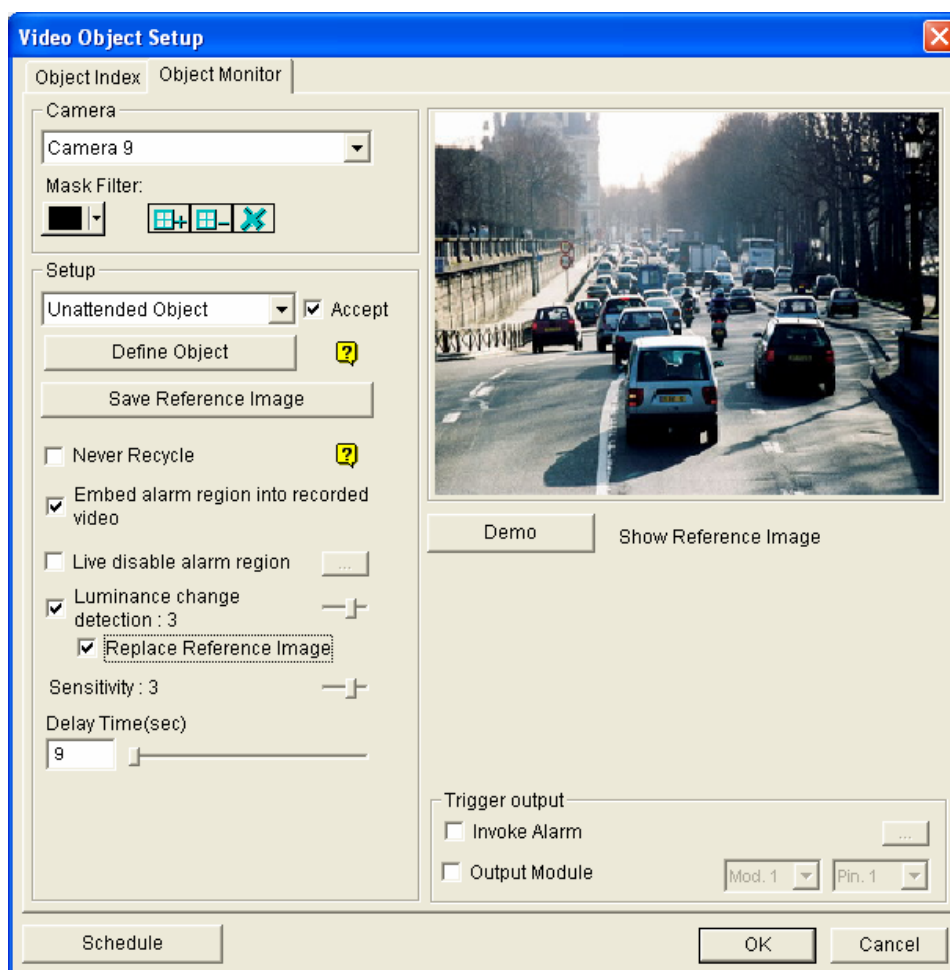 Video Object Setup
Object Index
Object Monitor
Camera
Camera 9
Mask Filter:
Setup
Unattended Object
Accept
Define Object
?
Save Reference Image
Never Recycle
?
Embed alarm region into recorded
video
Live disable alarm region
...
Luminance change
detection : 3
Replace Reference Image
Sensitivity : 3
Delay Time(sec)
9
Demo
Show Reference Image
Trigger output
Invoke Alarm
...
Output Module
Mod. 1
Pin. 1
Schedule
OK
Cancel